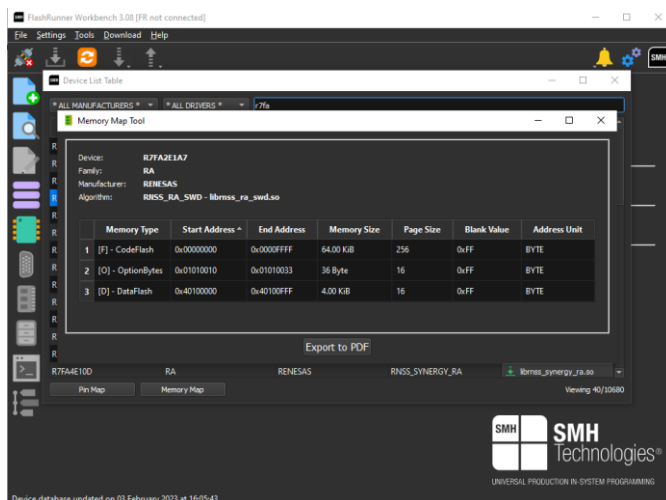 FlashRunner Workbench 3.08 [FR not connected]
File Settings Tools Download Help
SMH
Device List Table
* ALL MANUFACTURERS * * ALL DRIVERS * r7fa
Memory Map Tool
Device: R7FA2E1A7
Family: RA
Manufacturer: RENESAS
Algorithm: RNSS_RA_SWD - librnss_ra_swd.so
Memory Type Start Address End Address Memory Size Page Size Blank Value Address Unit
1 [F] - CodeFlash 0x00000000 0x0000FFFF 64.00 KiB 256 0xFF BYTE
2 [O] - OptionBytes 0x01010010 0x01010033 36 Byte 16 0xFF BYTE
3 [D] - DataFlash 0x40100000 0x40100FFF 4.00 KiB 16 0xFF BYTE
Export to PDF
R7FA4E10D RA RENESAS RNSS_SYNERGY_RA librnss_synergy_ra.so
Pin Map Memory Map Viewing 40/10680
SMH SMH
Technologies®
UNIVERSAL PRODUCTION IN-SYSTEM PROGRAMMING
Device database updated on 03 February 2023 at 16:05:43